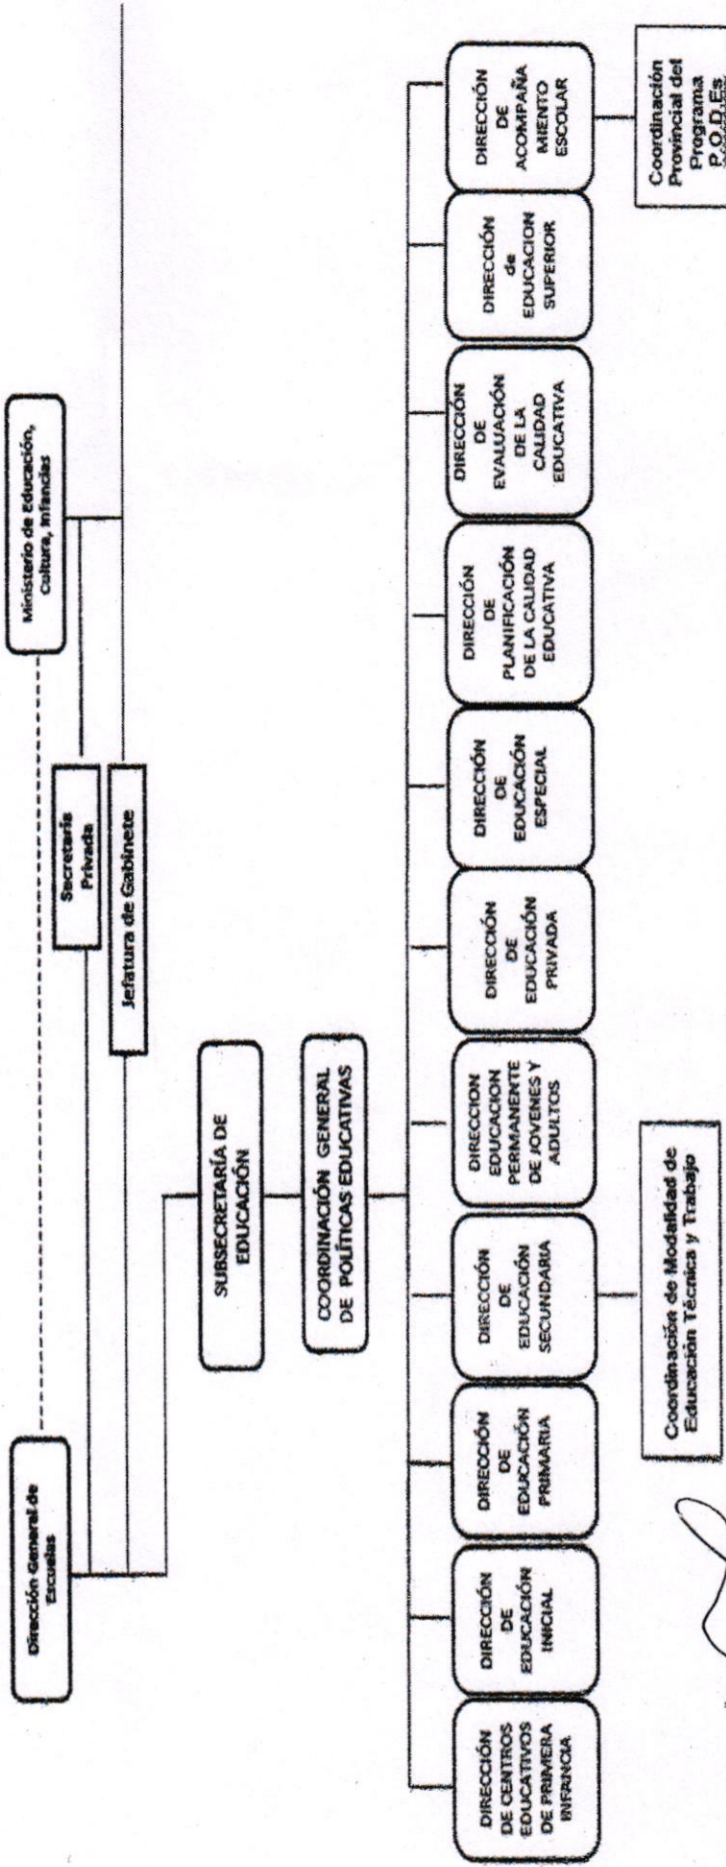 Dirección General de
Escuelas
Ministerio de Educación,
Cultura, Infancias
Secretaría
Privada
Jefatura de Gabinete
SUBSECRETARÍA DE
EDUCACIÓN
COORDINACIÓN GENERAL
DE POLÍTICAS EDUCATIVAS
DIRECCIÓN
DE CENTROS
EDUCATIVOS
DE PRIMERA
INFANCIA
DIRECCIÓN
DE
EDUCACIÓN
INICIAL
DIRECCIÓN
DE
EDUCACIÓN
PRIMARIA
DIRECCIÓN
DE
EDUCACIÓN
SECUNDARIA
DIRECCION
EDUCACION
PERMANENTE
DE JOVENES Y
ADULTOS
DIRECCIÓN
DE
EDUCACIÓN
PRIVADA
DIRECCIÓN
DE
EDUCACIÓN
ESPECIAL
DIRECCIÓN
DE
PLANIFICACIÓN
DE LA CALIDAD
EDUCATIVA
DIRECCIÓN
DE
EVALUACIÓN
DE LA
CALIDAD
EDUCATIVA
DIRECCIÓN
de
EDUCACION
SUPERIOR
DIRECCIÓN
DE
ACOMPAÑA
MIENTO
ESCOLAR
Coordinación de Modalidad de
Educación Técnica y Trabajo
Coordinación
Provincial del
Programa
P.O.D.Es